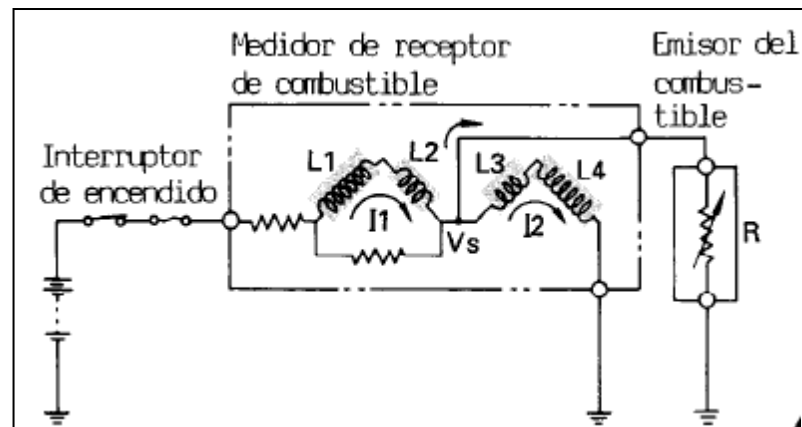 Medidor de receptor
de combustible
Emisor del
combus-
tible
Interruptor
de encendido
L1
L2
L3
L4
I1
I2
Vs
R